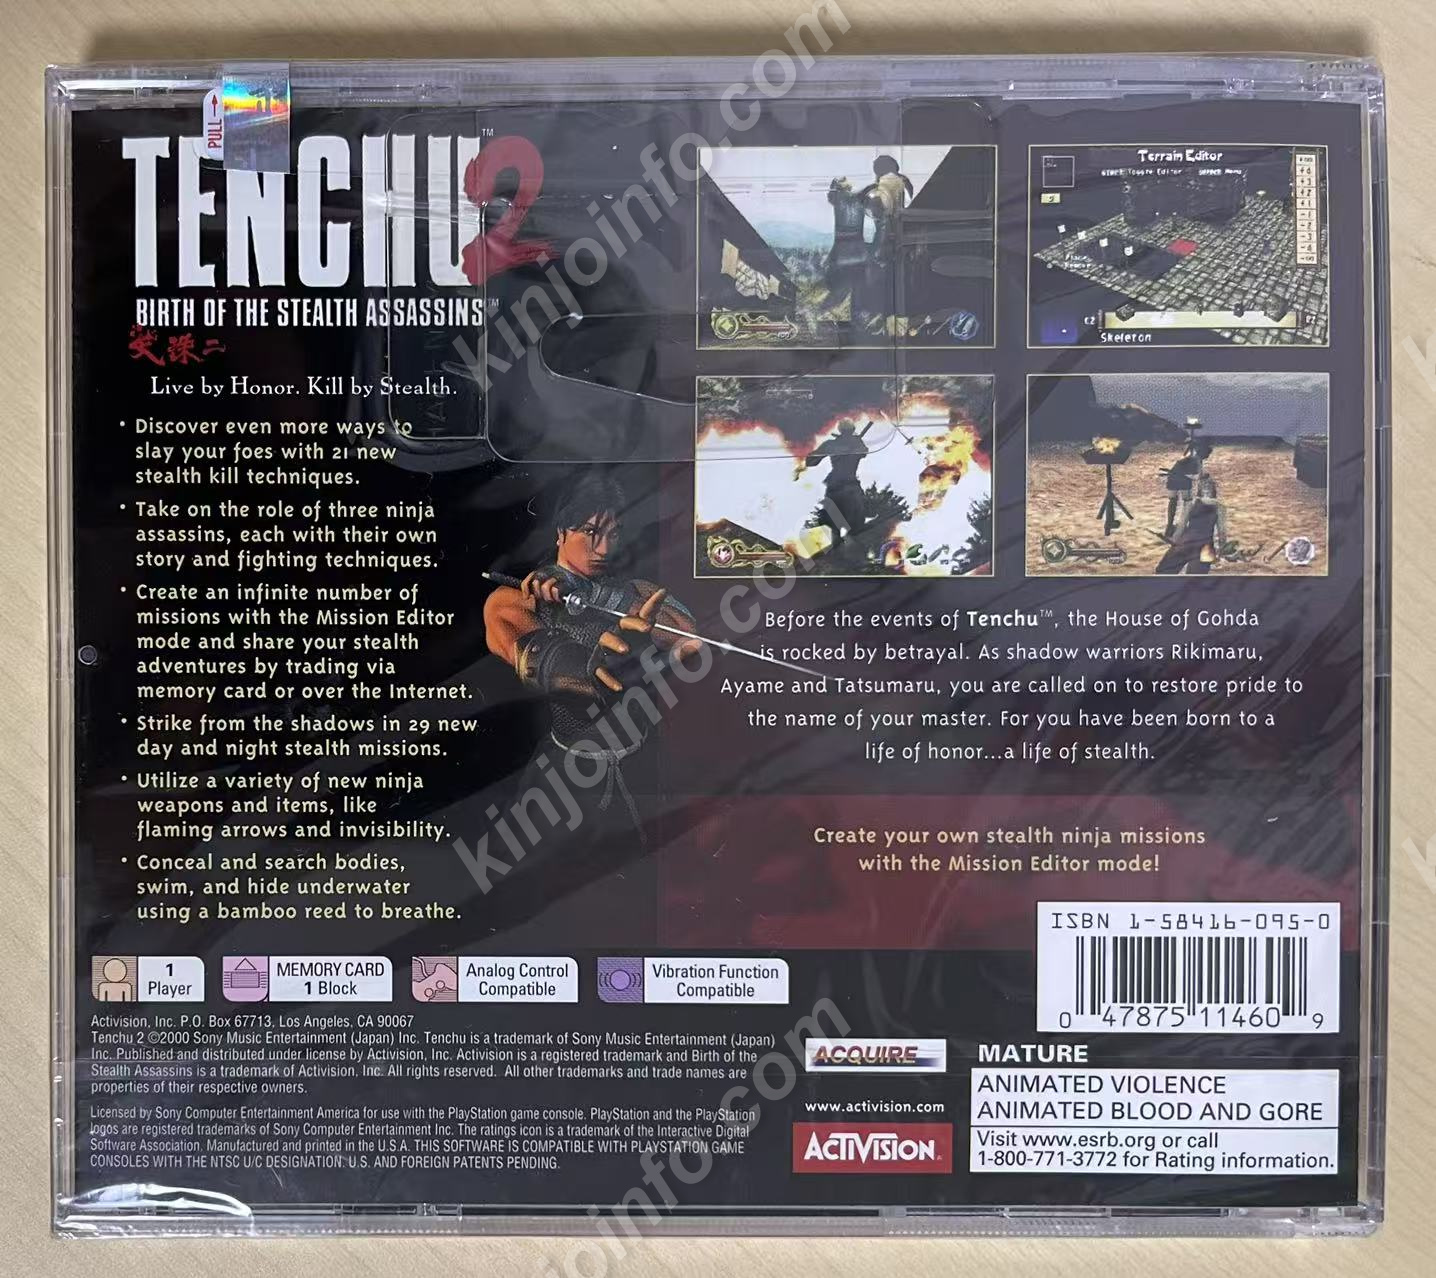 PULL→
TENCHU™2
BIRTH OF THE STEALTH ASSASSINS™
Live by Honor. Kill by Stealth.
• Discover even more ways to
slay your foes with 21 new
stealth kill techniques.
• Take on the role of three ninja
assassins, each with their own
story and fighting techniques.
• Create an infinite number of
missions with the Mission Editor
mode and share your stealth
adventures by trading via
memory card or over the Internet.
• Strike from the shadows in 29 new
day and night stealth missions.
• Utilize a variety of new ninja
weapons and items, like
flaming arrows and invisibility.
• Conceal and search bodies,
swim, and hide underwater
using a bamboo reed to breathe.
Terrain Editor
Skeleton
Before the events of Tenchu™, the House of Gohda
is rocked by betrayal. As shadow warriors Rikimaru,
Ayame and Tatsumaru, you are called on to restore pride to
the name of your master. For you have been born to a
life of honor...a life of stealth.
Create your own stealth ninja missions
with the Mission Editor mode!
ISBN 1-58416-095-0
0 47875 11460 9
1
Player
MEMORY CARD
1 Block
Analog Control
Compatible
Vibration Function
Compatible
Activision, Inc. P.O. Box 67713, Los Angeles, CA 90067
Tenchu 2 ©2000 Sony Music Entertainment (Japan) Inc. Tenchu is a trademark of Sony Music Entertainment (Japan)
Inc. Published and distributed under license by Activision, Inc. Activision is a registered trademark and Birth of the
Stealth Assassins is a trademark of Activision, Inc. All rights reserved. All other trademarks and trade names are
properties of their respective owners.
Licensed by Sony Computer Entertainment America for use with the PlayStation game console. PlayStation and the PlayStation
logos are registered trademarks of Sony Computer Entertainment Inc. The ratings icon is a trademark of the Interactive Digital
Software Association. Manufactured and printed in the U.S.A. THIS SOFTWARE IS COMPATIBLE WITH PLAYSTATION GAME
CONSOLES WITH THE NTSC U/C DESIGNATION. U.S. AND FOREIGN PATENTS PENDING.
ACQUIRE
www.activision.com
ACTIVISION
MATURE
ANIMATED VIOLENCE
ANIMATED BLOOD AND GORE
Visit www.esrb.org or call
1-800-771-3772 for Rating information.
kinjoinfo.com
kinjoinfo.com
kinjoinfo.com